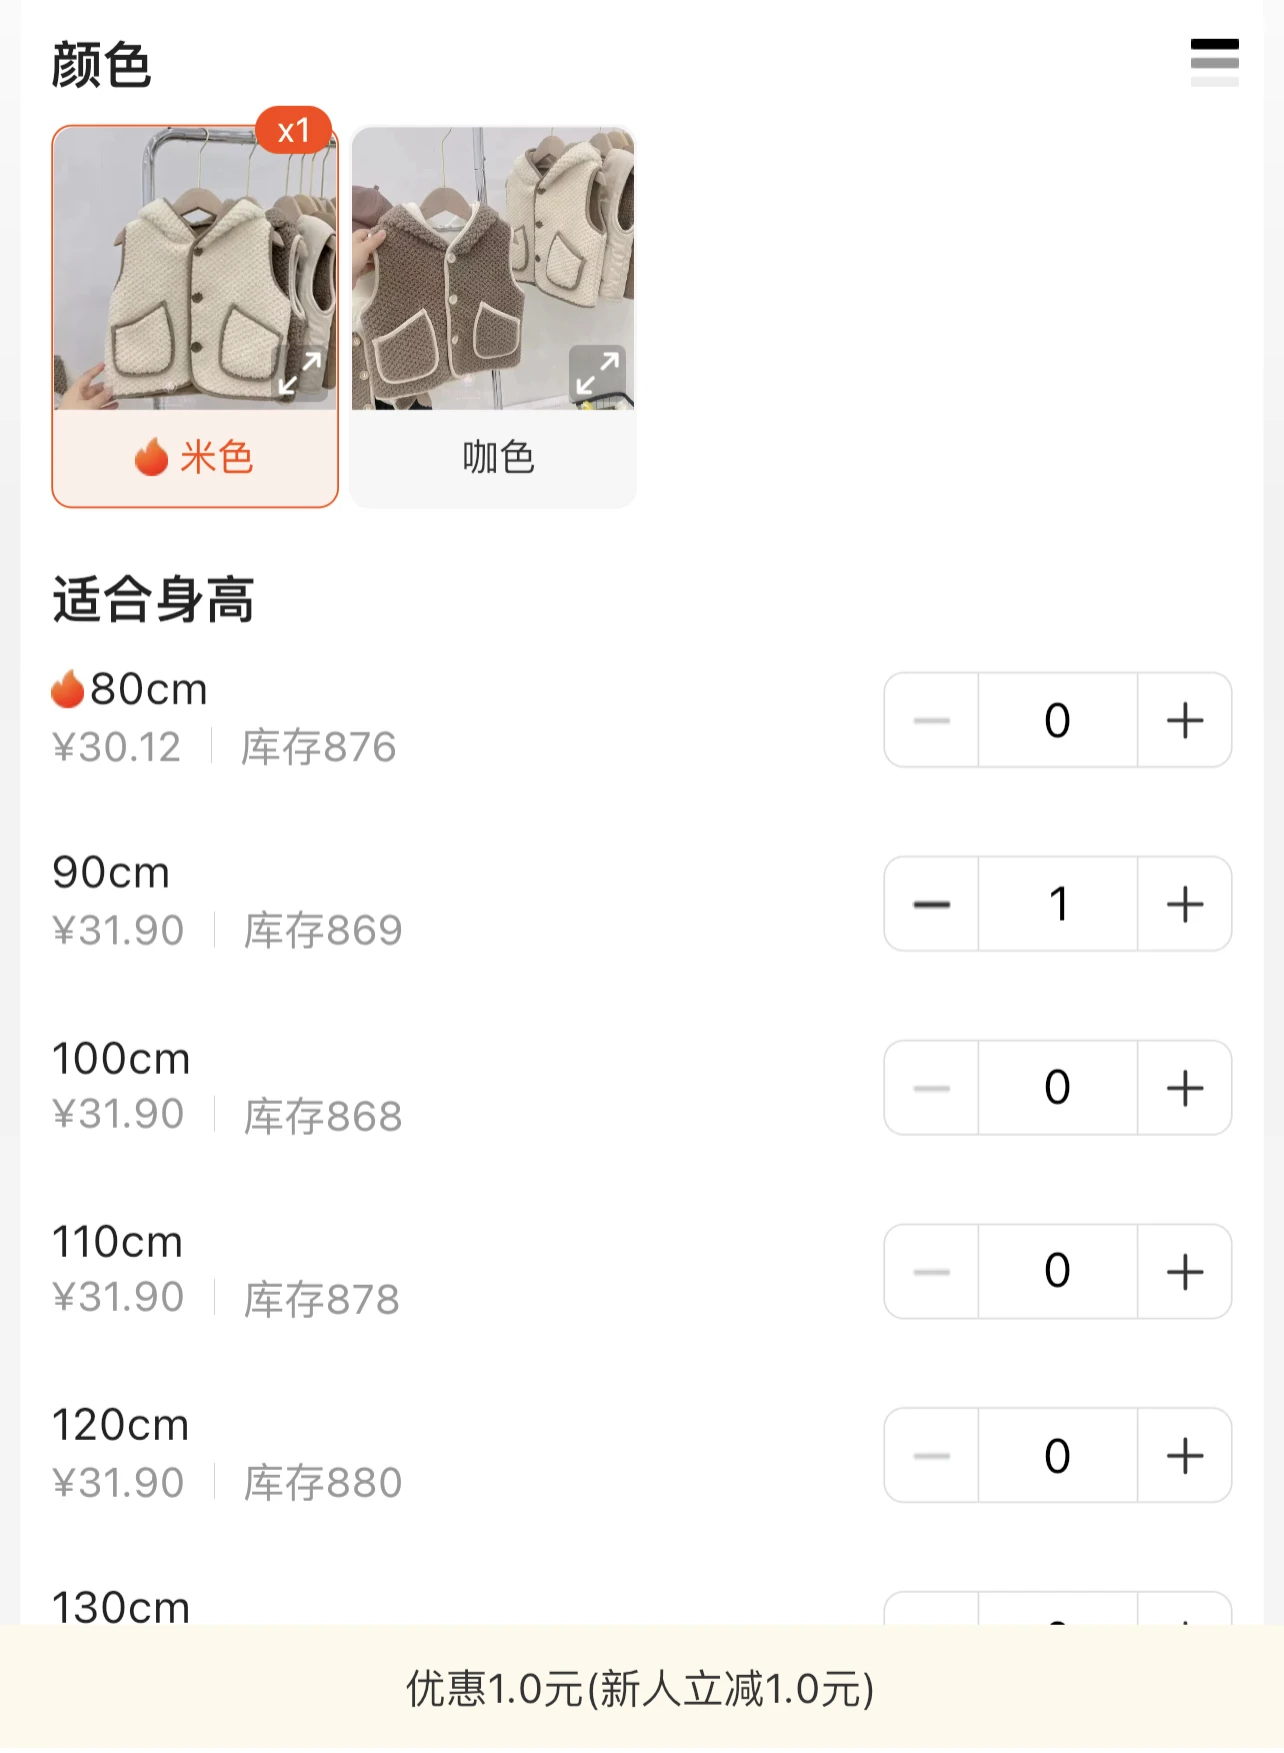 颜色
x1
米色
咖色
适合身高
80cm
¥30.12 库存876
0
90cm
¥31.90 库存869
1
100cm
¥31.90 库存868
0
110cm
¥31.90 库存878
0
120cm
¥31.90 库存880
0
130cm
优惠1.0元(新人立减1.0元)